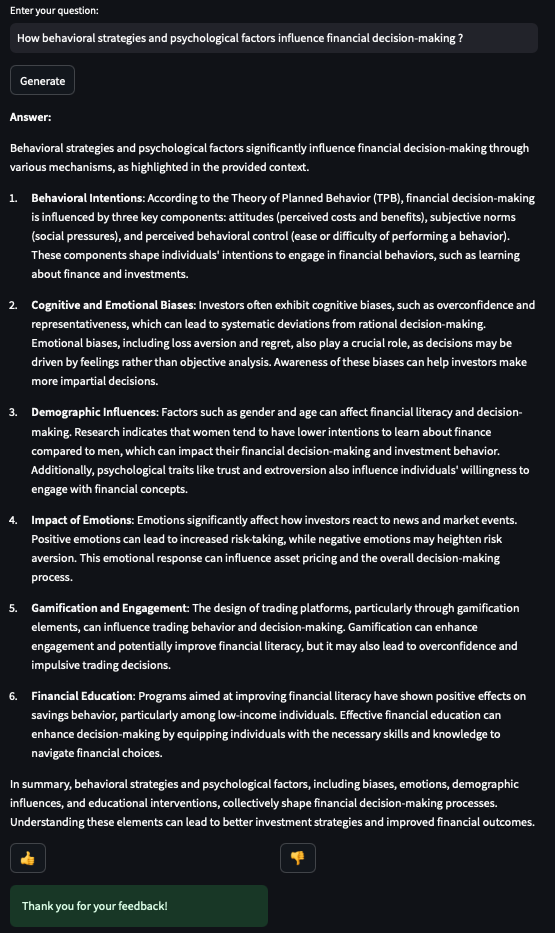 Enter your question:
How behavioral strategies and psychological factors influence financial decision-making ?
Generate
Answer:
Behavioral strategies and psychological factors significantly influence financial decision-making through
various mechanisms, as highlighted in the provided context.
1. Behavioral Intentions: According to the Theory of Planned Behavior (TPB), financial decision-making
is influenced by three key components: attitudes (perceived costs and benefits), subjective norms
(social pressures), and perceived behavioral control (ease or difficulty of performing a behavior).
These components shape individuals' intentions to engage in financial behaviors, such as learning
about finance and investments.
2. Cognitive and Emotional Biases: Investors often exhibit cognitive biases, such as overconfidence and
representativeness, which can lead to systematic deviations from rational decision-making.
Emotional biases, including loss aversion and regret, also play a crucial role, as decisions may be
driven by feelings rather than objective analysis. Awareness of these biases can help investors make
more impartial decisions.
3. Demographic Influences: Factors such as gender and age can affect financial literacy and decision-
making. Research indicates that women tend to have lower intentions to learn about finance
compared to men, which can impact their financial decision-making and investment behavior.
Additionally, psychological traits like trust and extroversion also influence individuals' willingness to
engage with financial concepts.
4. Impact of Emotions: Emotions significantly affect how investors react to news and market events.
Positive emotions can lead to increased risk-taking, while negative emotions may heighten risk
aversion. This emotional response can influence asset pricing and the overall decision-making
process.
5. Gamification and Engagement: The design of trading platforms, particularly through gamification
elements, can influence trading behavior and decision-making. Gamification can enhance
engagement and potentially improve financial literacy, but it may also lead to overconfidence and
impulsive trading decisions.
6. Financial Education: Programs aimed at improving financial literacy have shown positive effects on
savings behavior, particularly among low-income individuals. Effective financial education can
enhance decision-making by equipping individuals with the necessary skills and knowledge to
navigate financial choices.
In summary, behavioral strategies and psychological factors, including biases, emotions, demographic
influences, and educational interventions, collectively shape financial decision-making processes.
Understanding these elements can lead to better investment strategies and improved financial outcomes.
Thank you for your feedback!